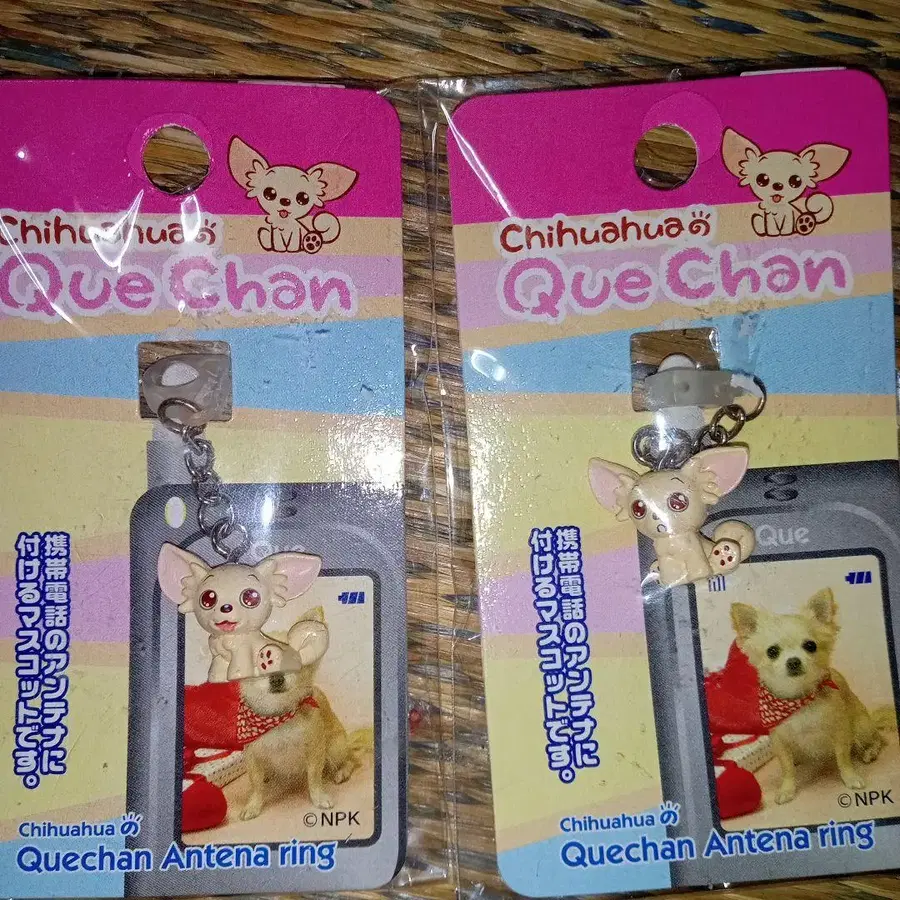 Chihuahuaの
Que Chan
携帯電話のアンテナに
付けるマスコットです。
©NPK
Chihuahuaの
Quechan Antena ring
Chihuahuaの
Que Chan
Que
携帯電話のアンテナに
付けるマスコットです。
©NPK
Chihuahuaの
Quechan Antena ring